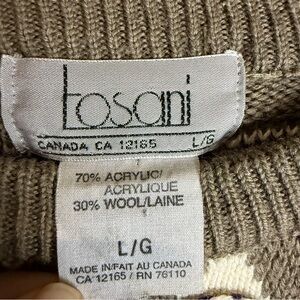 tosani
CANADA CA 12165 L/G
70% ACRYLIC/
ACRYLIQUE
30% WOOL/LAINE
L/G
MADE IN/FAIT AU CANADA
CA 12165 / RN 76110